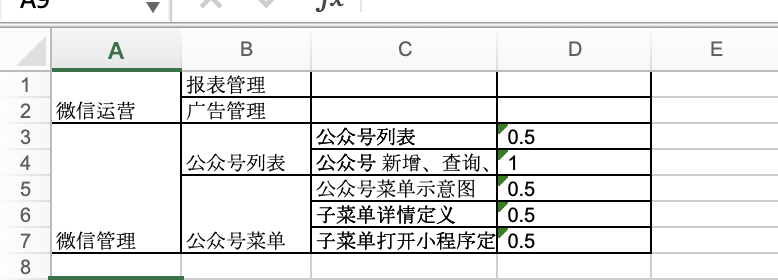 A9 fx
A B C D E
1 报表管理
2 微信运营 广告管理
3 公众号列表 0.5
4 公众号列表 公众号 新增、查询、 1
5 公众号菜单示意图 0.5
6 子菜单详情定义 0.5
7 微信管理 公众号菜单 子菜单打开小程序定 0.5
8